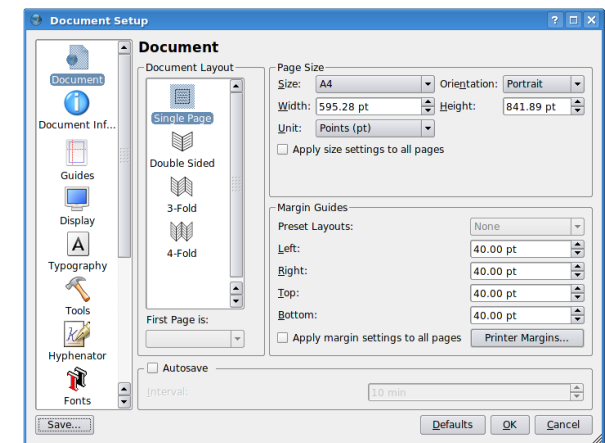 Document Setup
Document
Document
Document Inf...
Guides
Display
Typography
Tools
Hyphenator
Fonts
Document Layout
Single Page
Double Sided
3-Fold
4-Fold
First Page is:
Page Size
Size: A4 Orientation: Portrait
Width: 595.28 pt Height: 841.89 pt
Unit: Points (pt)
Apply size settings to all pages
Margin Guides
Preset Layouts: None
Left: 40.00 pt
Right: 40.00 pt
Top: 40.00 pt
Bottom: 40.00 pt
Apply margin settings to all pages Printer Margins...
Autosave
Interval: 10 min
Save... Defaults OK Cancel